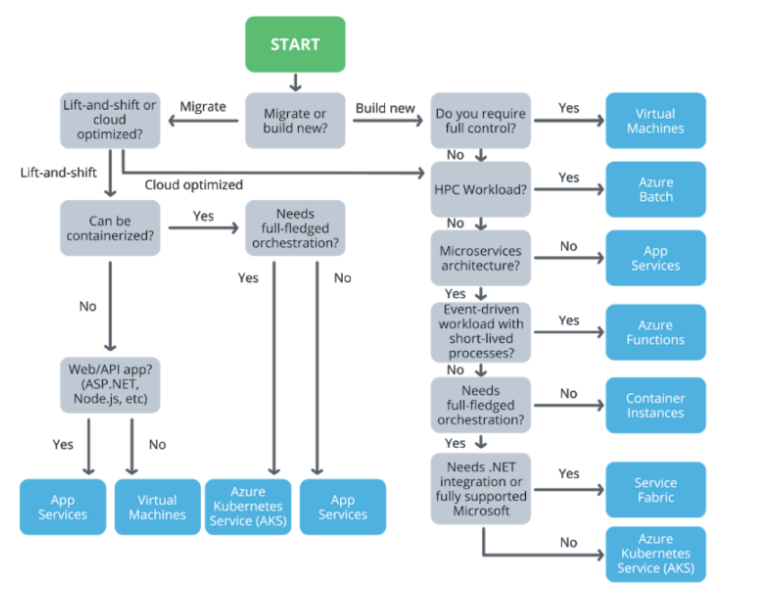 START
Lift-and-shift or
cloud
optimized?
Migrate
Migrate or
build new?
Build new
Do you require
full control?
Yes
Virtual
Machines
No
Lift-and-shift
Cloud optimized
HPC Workload?
Yes
Azure
Batch
No
Can be
containerized?
Yes
Needs
full-fledged
orchestration?
Microservices
architecture?
No
App
Services
Yes
No
Yes
Event-driven
workload with
short-lived
processes?
Yes
Azure
Functions
No
No
Web/API app?
(ASP.NET,
Node.js, etc)
Needs
full-fledged
orchestration?
No
Container
Instances
Yes
No
Yes
Needs .NET
integration or
fully supported
Microsoft
Yes
Service
Fabric
App
Services
Virtual
Machines
Azure
Kubernetes
Service (AKS)
App
Services
No
Azure
Kubernetes
Service (AKS)